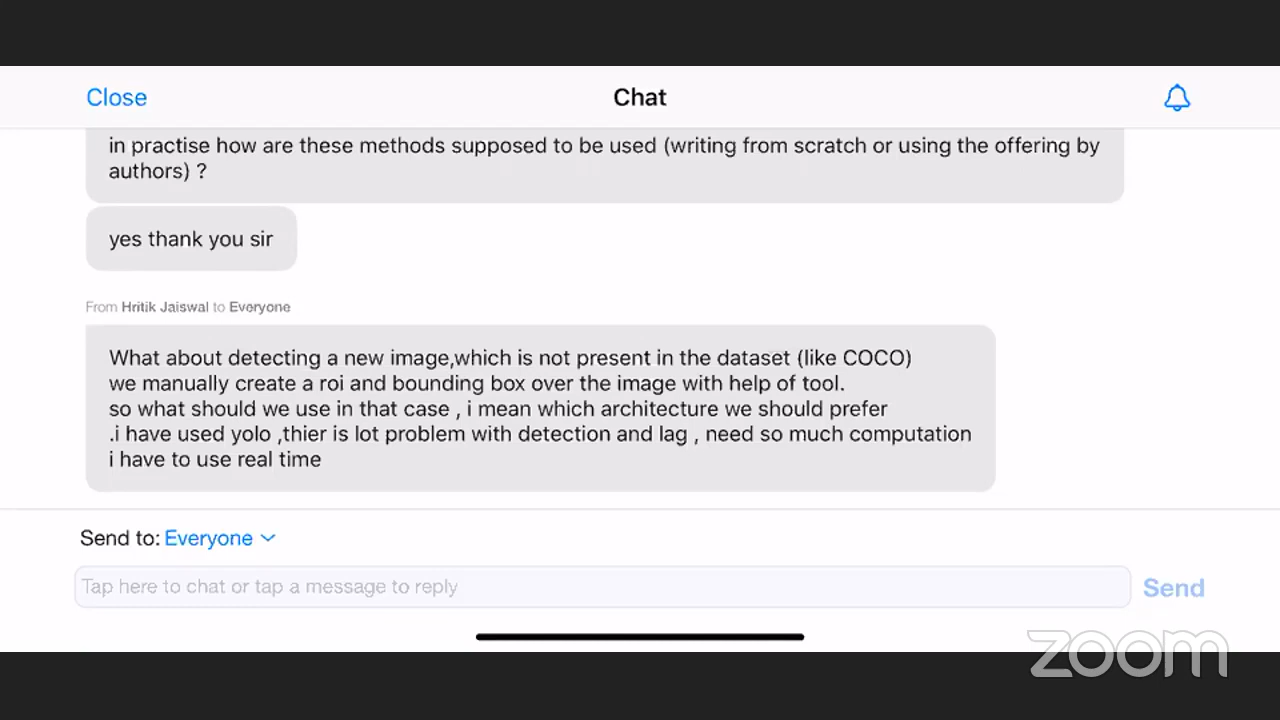 Close
Chat
in practise how are these methods supposed to be used (writing from scratch or using the offering by
authors) ?
yes thank you sir
From Hritik Jaiswal to Everyone
What about detecting a new image,which is not present in the dataset (like COCO)
we manually create a roi and bounding box over the image with help of tool.
so what should we use in that case , i mean which architecture we should prefer
.i have used yolo ,thier is lot problem with detection and lag , need so much computation
i have to use real time
Send to: Everyone
Tap here to chat or tap a message to reply
Send
zoom